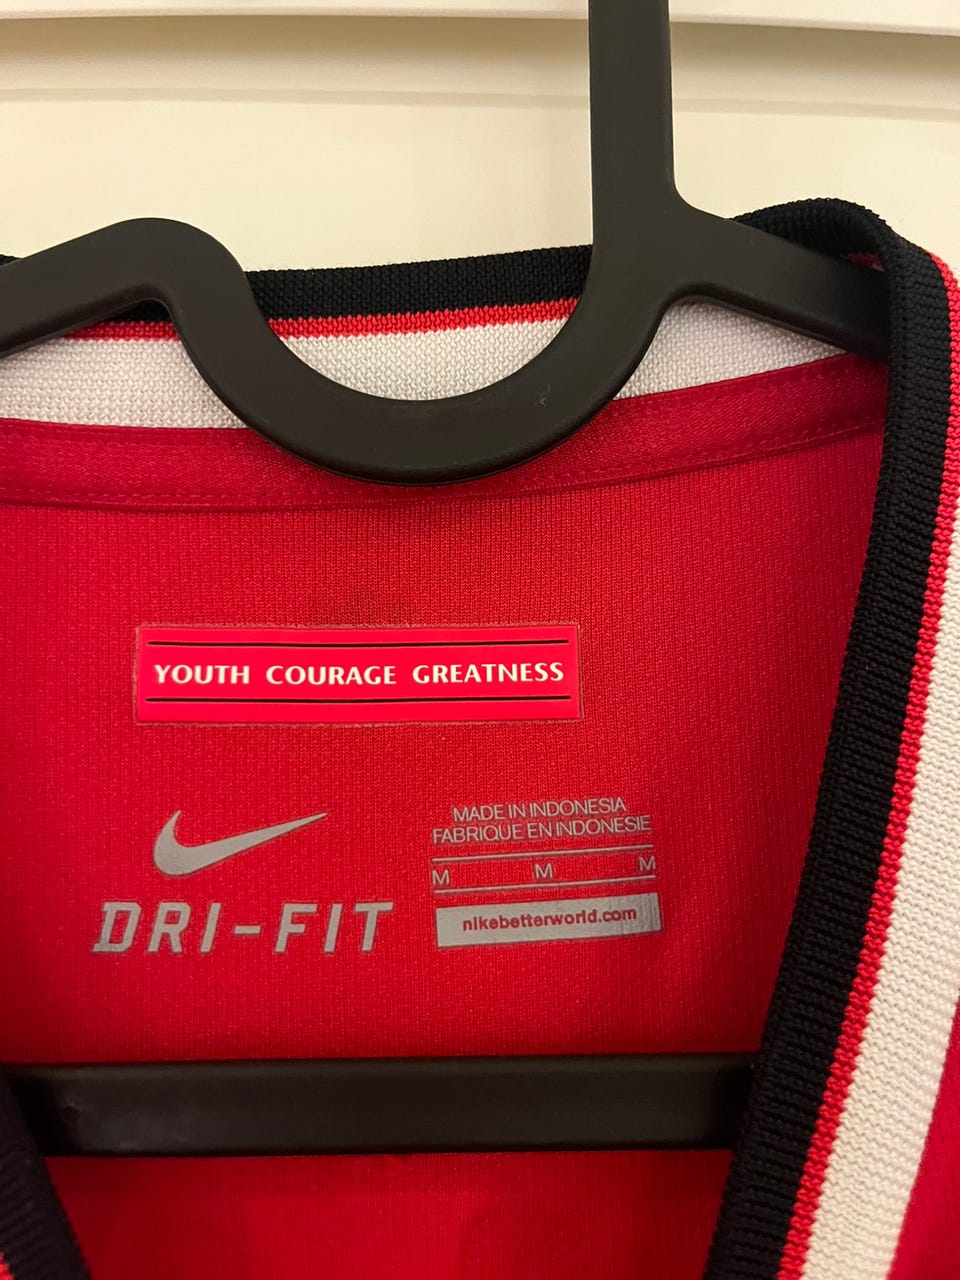 YOUTH COURAGE GREATNESS
MADE IN INDONESIA
FABRIQUE EN INDONESIE
M M M
nikebetterworld.com
DRI-FIT